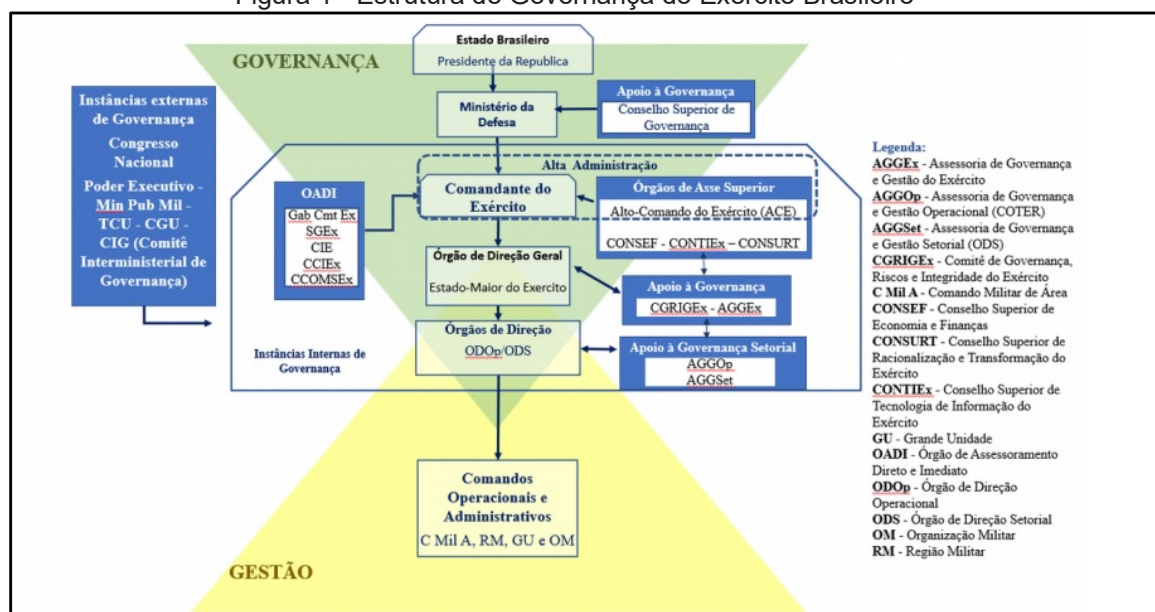 Figura 1 - Estrutura de Governança do Exército Brasileiro
GOVERNANÇA
Estado Brasileiro
Presidente da Republica
Ministério da
Defesa
Apoio à Governança
Conselho Superior de
Governança
Instâncias externas
de Governança
Congresso
Nacional
Poder Executivo -
Min Pub Mil -
TCU - CGU -
CIG (Comitê
Interministerial de
Governança)
Alta Administração
OADI
Gab Cmt Ex
SGEx
CIE
CCIEx
CCOMSEx
Comandante do
Exército
Órgãos de Asse Superior
Alto-Comando do Exército (ACE)
CONSEF - CONTIEx – CONSURT
Órgão de Direção Geral
Estado-Maior do Exercito
Apoio à Governança
CGRIGEx - AGGEx
Órgãos de Direção
ODOp/ODS
Apoio à Governança Setorial
AGGOp
AGGSet
Instâncias Internas de
Governança
Comandos
Operacionais e
Administrativos
C Mil A, RM, GU e OM
GESTÃO
Legenda:
AGGEx - Assessoria de Governança
e Gestão do Exército
AGGOp - Assessoria de Governança
e Gestão Operacional (COTER)
AGGSet - Assessoria de Governança
e Gestão Setorial (ODS)
CGRIGEx - Comitê de Governança,
Riscos e Integridade do Exército
C Mil A - Comando Militar de Área
CONSEF - Conselho Superior de
Economia e Finanças
CONSURT - Conselho Superior de
Racionalização e Transformação do
Exército
CONTIEx - Conselho Superior de
Tecnologia de Informação do
Exército
GU - Grande Unidade
OADI - Órgão de Assessoramento
Direto e Imediato
ODOp - Órgão de Direção
Operacional
ODS - Órgão de Direção Setorial
OM - Organização Militar
RM - Região Militar